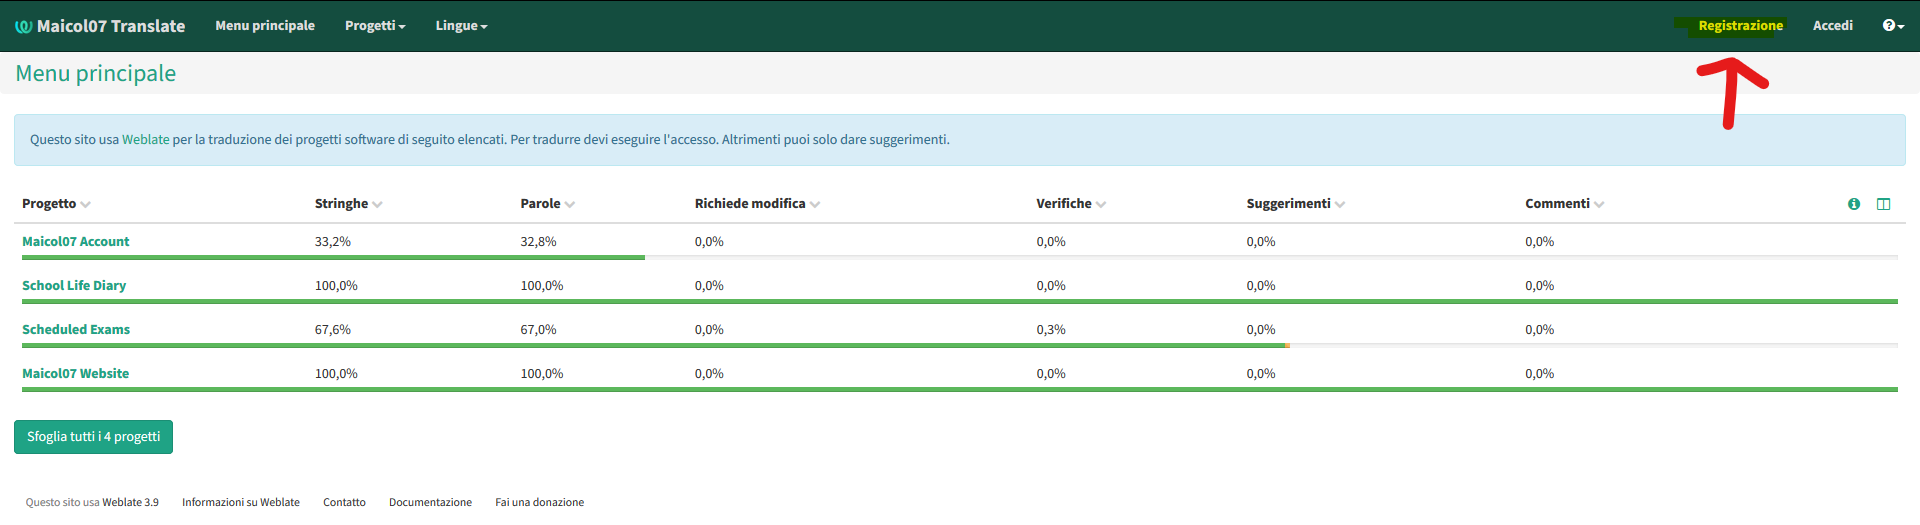 Maicol07 Translate Menu principale Progetti Lingue Registrazione Accedi ?
Menu principale
Questo sito usa Weblate per la traduzione dei progetti software di seguito elencati. Per tradurre devi eseguire l'accesso. Altrimenti puoi solo dare suggerimenti.
Progetto Stringhe Parole Richiede modifica Verifiche Suggerimenti Commenti
Maicol07 Account 33,2% 32,8% 0,0% 0,0% 0,0% 0,0%
School Life Diary 100,0% 100,0% 0,0% 0,0% 0,0% 0,0%
Scheduled Exams 67,6% 67,0% 0,0% 0,3% 0,0% 0,0%
Maicol07 Website 100,0% 100,0% 0,0% 0,0% 0,0% 0,0%
Sfoglia tutti i 4 progetti
Questo sito usa Weblate 3.9 Informazioni su Weblate Contatto Documentazione Fai una donazione